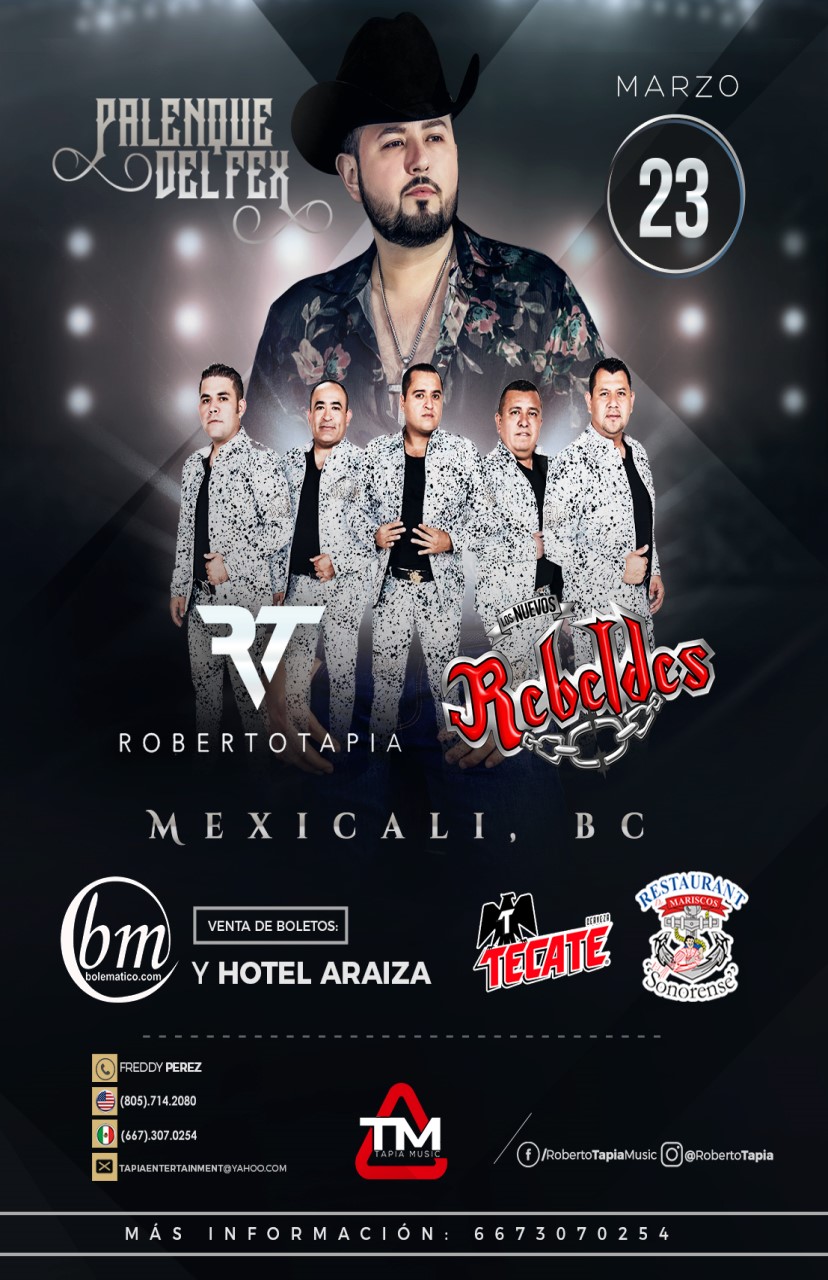 PALENQUE
DEL FEX
MARZO
23
RT
ROBERTOTAPIA
LOS NUEVOS
Rebeldes
MEXICALI, BC
bm
bolematico.com
VENTA DE BOLETOS:
Y HOTEL ARAIZA
T
CERVEZA
TECATE
RESTAURANT
MARISCOS
"Sonorense"
FREDDY PEREZ
(805).714.2080
(667).307.0254
TAPIAENTERTAINMENT@YAHOO.COM
TM
TAPIA MUSIC
/RobertoTapiaMusic
@RobertoTapia
MÁS INFORMACIÓN: 6673070254